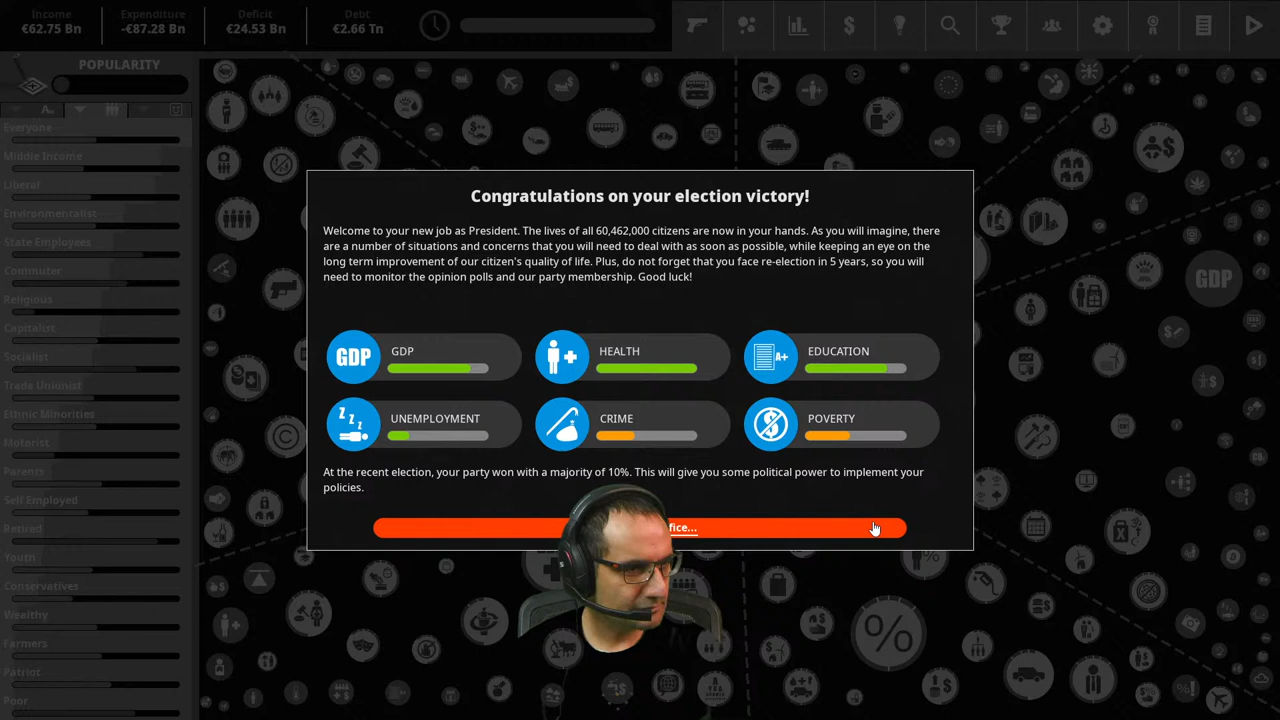 Income
Expenditure
Deficit
Debt
€62.75 Bn
-€87.28 Bn
€24.53 Bn
€2.66 Tn
POPULARITY
Everyone
Middle Income
Liberal
Environmentalist
State Employees
Commuter
Religious
Capitalist
Socialist
Trade Unionist
Ethnic Minorities
Motorist
Parents
Self Employed
Retired
Youth
Conservatives
Wealthy
Farmers
Patriot
Poor
Congratulations on your election victory!
Welcome to your new job as President. The lives of all 60,462,000 citizens are now in your hands. As you will imagine, there
are a number of situations and concerns that you will need to deal with as soon as possible, while keeping an eye on the
long term improvement of our citizen's quality of life. Plus, do not forget that you face re-election in 5 years, so you will
need to monitor the opinion polls and our party membership. Good luck!
GDP
GDP
HEALTH
A+
EDUCATION
Z Z Z
UNEMPLOYMENT
CRIME
$
POVERTY
At the recent election, your party won with a majority of 10%. This will give you some political power to implement your
policies.
fice...
GDP
%